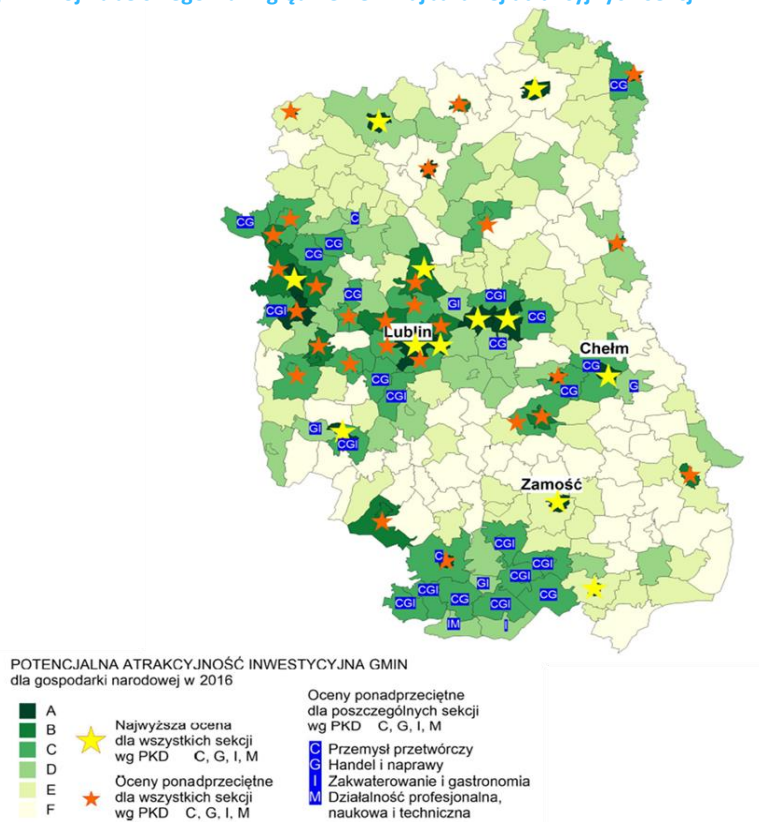 CG
CG
C
CG
CG
CG
GI
CGI
CGI
CG
Lublin
CG
Chełm
CG
CG
G
CG
CGI
GI
CGI
Zamość
CGI
C
CGI
CGI
GI
CGI
CG
CGI
CG
CGI
IM
I
POTENCJALNA ATRAKCYJNOŚĆ INWESTYCYJNA GMIN
dla gospodarki narodowej w 2016
A
B
C
D
E
F
Najwyższa ocena
dla wszystkich sekcji
wg PKD C, G, I, M
Oceny ponadprzeciętne
dla wszystkich sekcji
wg PKD C, G, I, M
Oceny ponadprzeciętne
dla poszczególnych sekcji
wg PKD C, G, I, M
C Przemysł przetwórczy
G Handel i naprawy
I Zakwaterowanie i gastronomia
M Działalność profesjonalna,
naukowa i techniczna